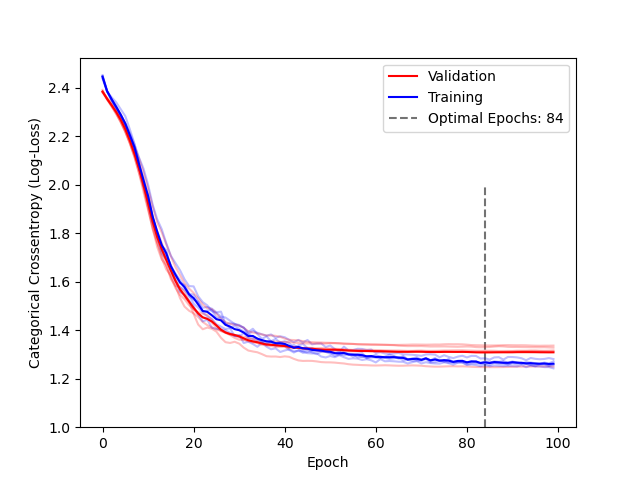 Validation
Training
Optimal Epochs: 84
Categorical Crossentropy (Log-Loss)
2.4
2.2
2.0
1.8
1.6
1.4
1.2
1.0
0 20 40 60 80 100
Epoch